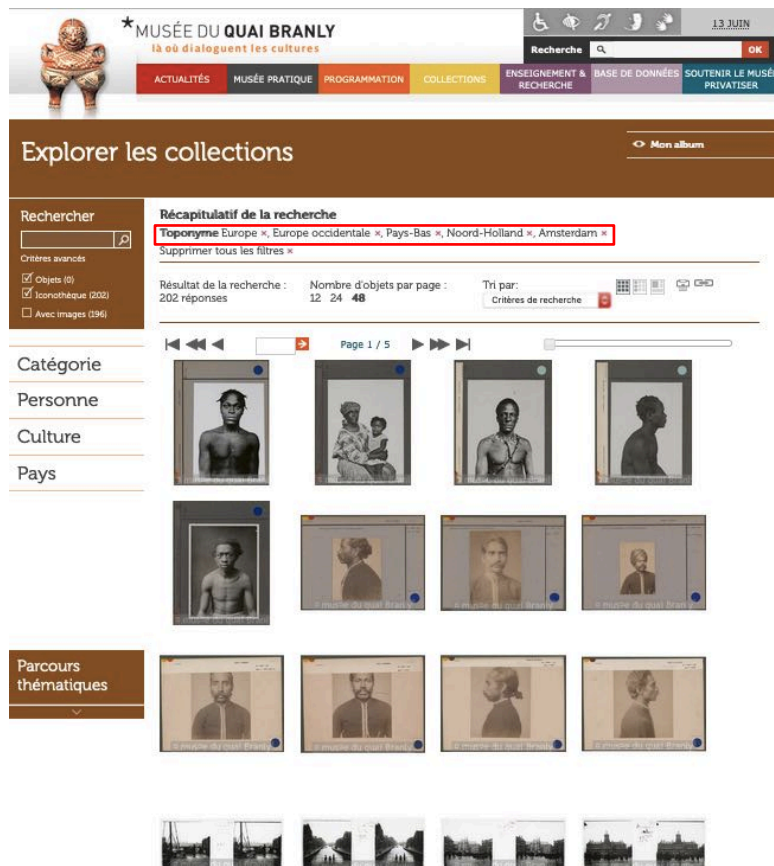 *MUSÉE DU QUAI BRANLY
là où dialoguent les cultures
13 JUIN
Recherche
OK
ACTUALITÉS
MUSÉE PRATIQUE
PROGRAMMATION
COLLECTIONS
ENSEIGNEMENT &
RECHERCHE
BASE DE DONNÉES
SOUTENIR LE MUSÉE
PRIVATISER
Explorer les collections
Mon album
Rechercher
Critères avancés
Objets (0)
Iconothèque (202)
Avec images (196)
Récapitulatif de la recherche
Toponyme Europe ×, Europe occidentale ×, Pays-Bas ×, Noord-Holland ×, Amsterdam ×
Supprimer tous les filtres ×
Résultat de la recherche :
202 réponses
Nombre d'objets par page :
12 24 48
Tri par:
Critères de recherche
Page 1 / 5
Catégorie
Personne
Culture
Pays
Parcours
thématiques